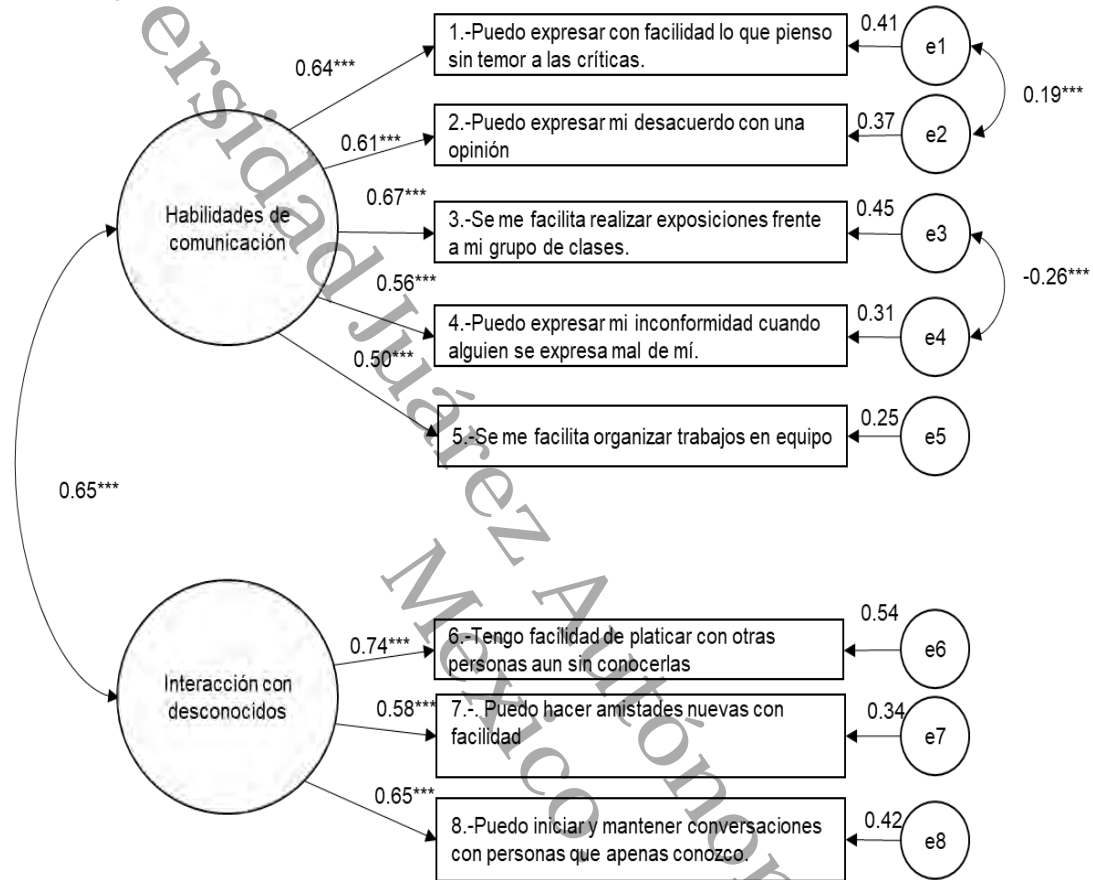 1.-Puedo expresar con facilidad lo que pienso
sin temor a las críticas.
0.41
e1
0.64***
0.19***
2.-Puedo expresar mi desacuerdo con una
opinión
0.37
e2
0.61***
Habilidades de
comunicación
0.67***
3.-Se me facilita realizar exposiciones frente
a mi grupo de clases.
0.45
e3
-0.26***
0.56***
4.-Puedo expresar mi inconformidad cuando
alguien se expresa mal de mí.
0.31
e4
0.50***
5.-Se me facilita organizar trabajos en equipo
0.25
e5
0.65***
Interacción con
desconocidos
0.74***
6.-Tengo facilidad de platicar con otras
personas aun sin conocerlas
0.54
e6
0.58***
7.-. Puedo hacer amistades nuevas con
facilidad
0.34
e7
0.65***
8.-Puedo iniciar y mantener conversaciones
con personas que apenas conozco.
0.42
e8
ersidad Juárez Autónom
México.